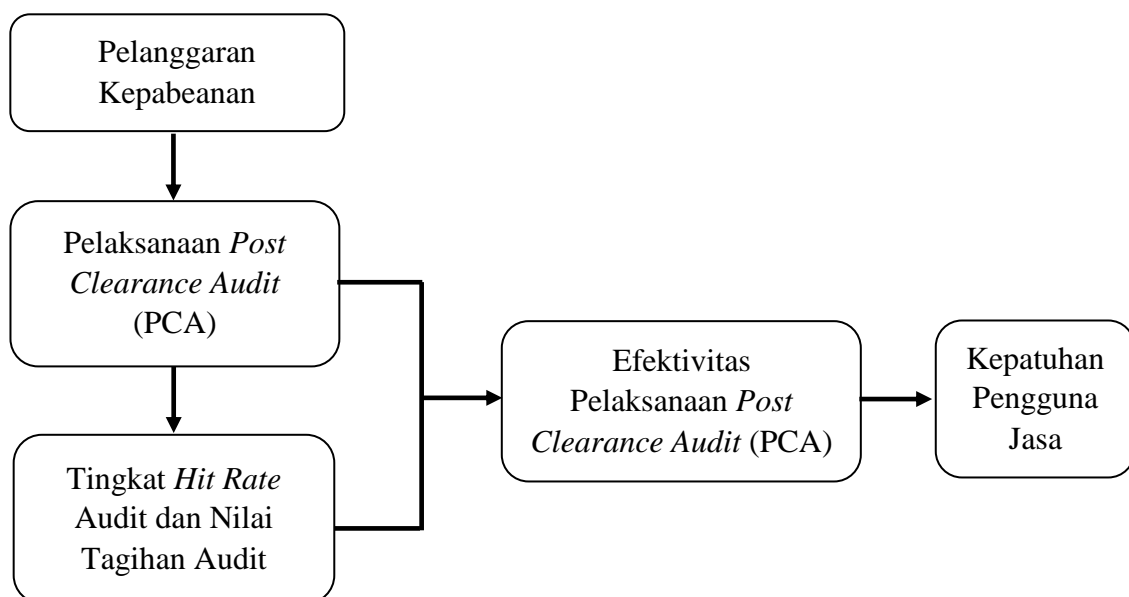 Pelanggaran
Kepabeanan
Pelaksanaan Post
Clearance Audit
(PCA)
Tingkat Hit Rate
Audit dan Nilai
Tagihan Audit
Efektivitas
Pelaksanaan Post
Clearance Audit (PCA)
Kepatuhan
Pengguna
Jasa